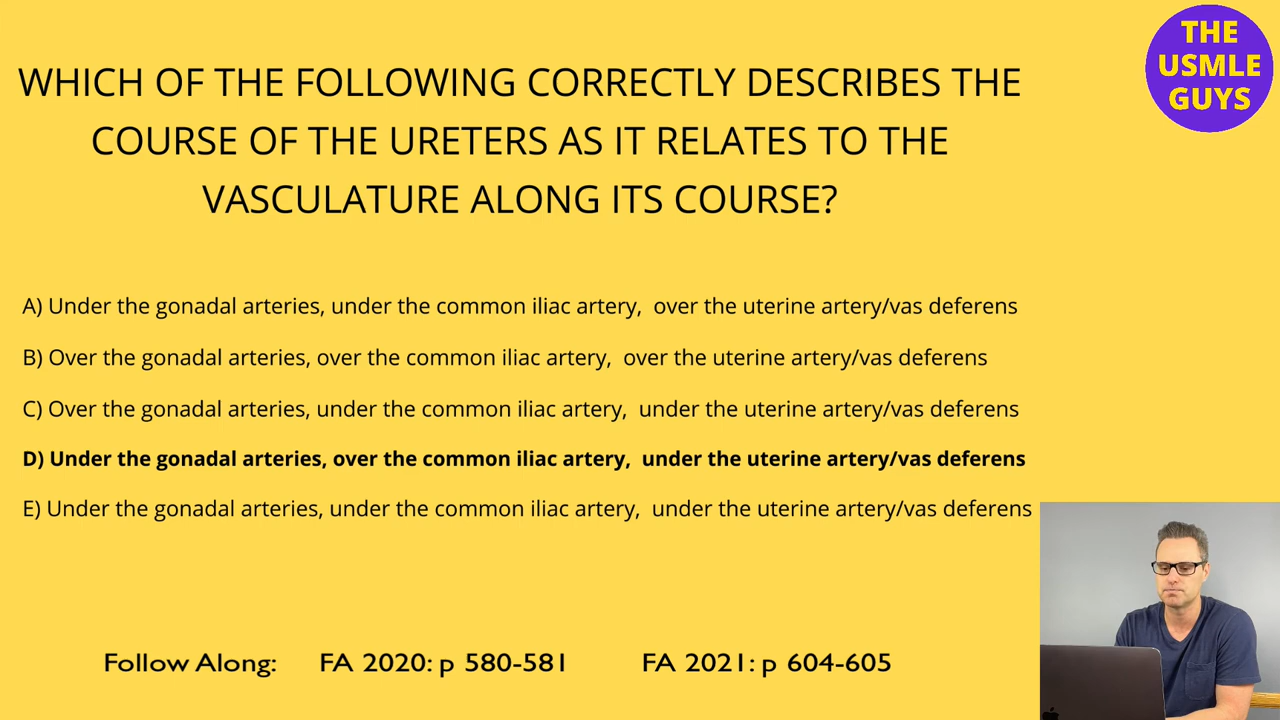 THE
USMLE
GUYS
WHICH OF THE FOLLOWING CORRECTLY DESCRIBES THE
COURSE OF THE URETERS AS IT RELATES TO THE
VASCULATURE ALONG ITS COURSE?
A) Under the gonadal arteries, under the common iliac artery, over the uterine artery/vas deferens
B) Over the gonadal arteries, over the common iliac artery, over the uterine artery/vas deferens
C) Over the gonadal arteries, under the common iliac artery, under the uterine artery/vas deferens
D) Under the gonadal arteries, over the common iliac artery, under the uterine artery/vas deferens
E) Under the gonadal arteries, under the common iliac artery, under the uterine artery/vas deferens
Follow Along: FA 2020: p 580-581 FA 2021: p 604-605